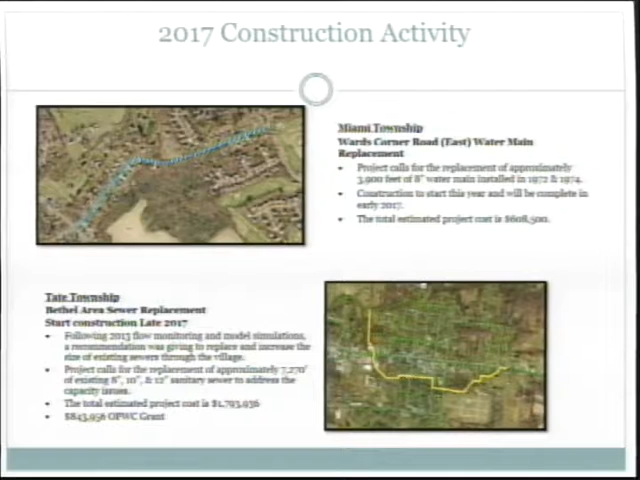 2017 Construction Activity
Miami Township
Wards Corner Road (East) Water Main
Replacement
• Project calls for the replacement of approximately
3,900 feet of 8" water main installed in 1972 & 1974.
• Construction to start this year and will be complete in
early 2017.
• The total estimated project cost is $608,500.
Tate Township
Bethel Area Sewer Replacement
Start construction Late 2017
• Following 2013 flow monitoring and model simulations,
a recommendation was giving to replace and increase the
size of existing sewers through the village.
• Project calls for the replacement of approximately 7,270'
of existing 8", 10", & 12" sanitary sewer to address the
capacity issues.
• The total estimated project cost is $1,793,936
• $843,956 OPWC Grant